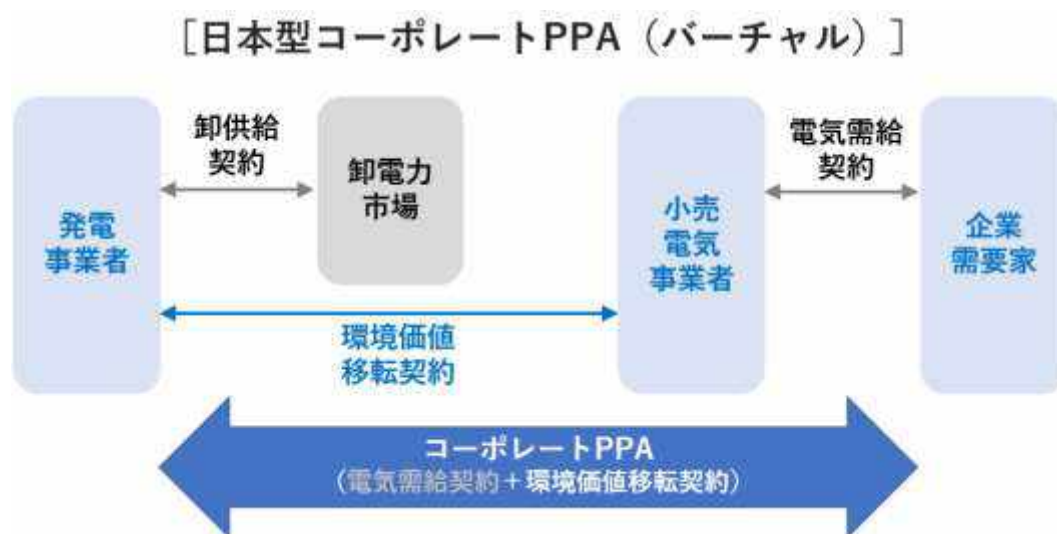 ［日本型コーポレートPPA（バーチャル）］
発電
事業者
卸供給
契約
卸電力
市場
小売
電気
事業者
電気需給
契約
企業
需要家
環境価値
移転契約
コーポレートPPA
（電気需給契約＋環境価値移転契約）